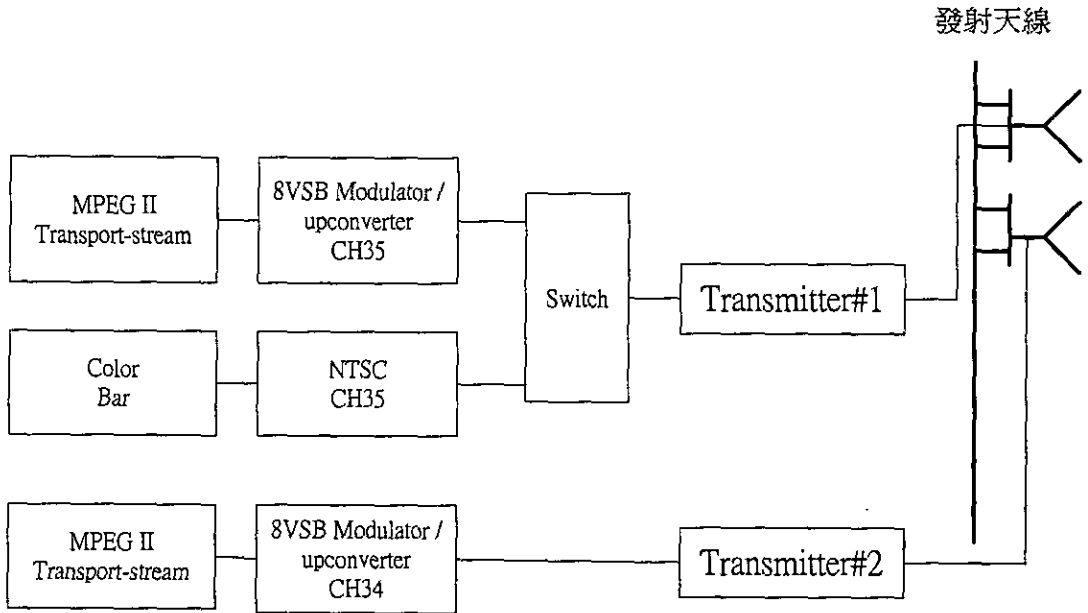 發射天線
MPEG II
Transport-stream
8VSB Modulator /
upconverter
CH35
Switch
Transmitter#1
Color
Bar
NTSC
CH35
MPEG II
Transport-stream
8VSB Modulator /
upconverter
CH34
Transmitter#2